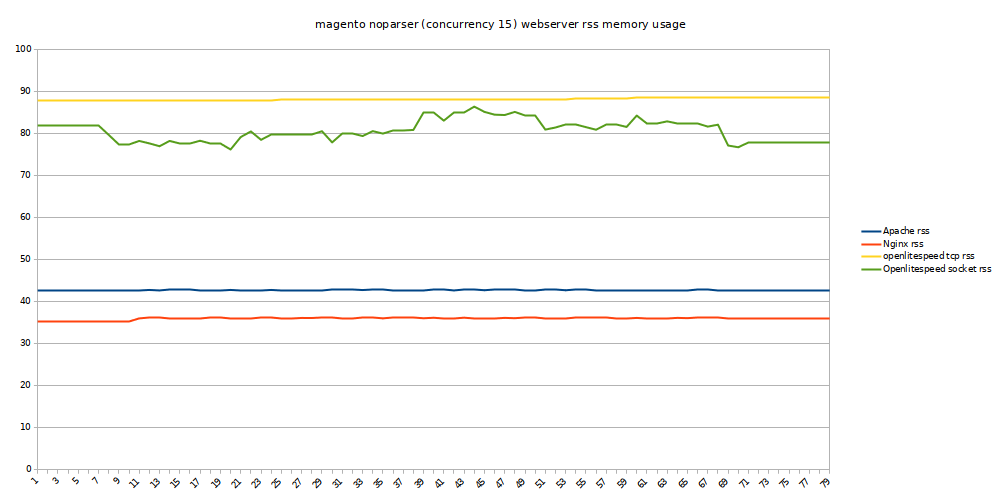 magento noparser (concurrency 15) webserver rss memory usage
100
90
80
70
60
50
40
30
20
10
0
Apache rss
Nginx rss
openlitespeed tcp rss
Openlitespeed socket rss
1 3 5 7 9 11 13 15 17 19 21 23 25 27 29 31 33 35 37 39 41 43 45 47 49 51 53 55 57 59 61 63 65 67 69 71 73 75 77 79